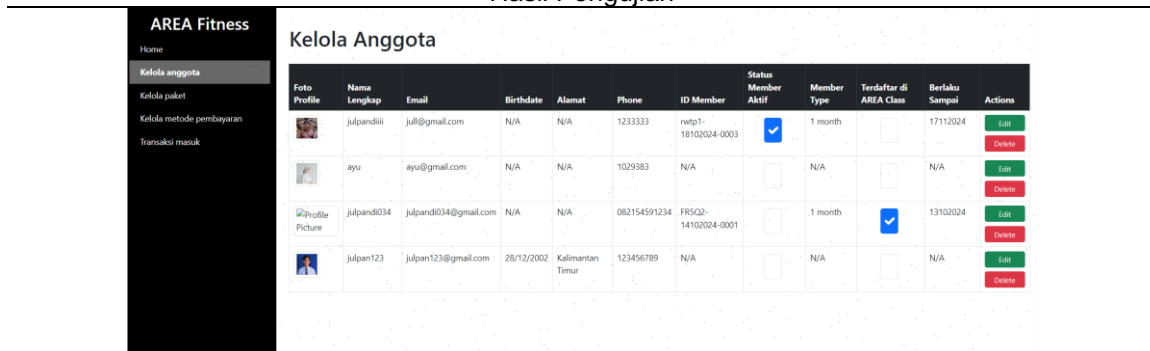 Hasil Pengujian
AREA Fitness
Home
Kelola anggota
Kelola paket
Kelola metode pembayaran
Transaksi masuk
Kelola Anggota
Foto Profile Nama Lengkap Email Birthdate Alamat Phone ID Member Status Member Aktif Member Type Terdaftar di AREA Class Berlaku Sampai Actions
julpandiiii jull@gmail.com N/A N/A 1233333 rwtp1-18102024-0003 1 month 17112024 Edit Delete
ayu ayu@gmail.com N/A N/A 1029383 N/A N/A N/A Edit Delete
Profile Picture julpandi034 julpandi034@gmail.com N/A N/A 082154591234 FR5Q2-14102024-0001 1 month 13102024 Edit Delete
julpan123 julpan123@gmail.com 28/12/2002 Kalimantan Timur 123456789 N/A N/A N/A Edit Delete